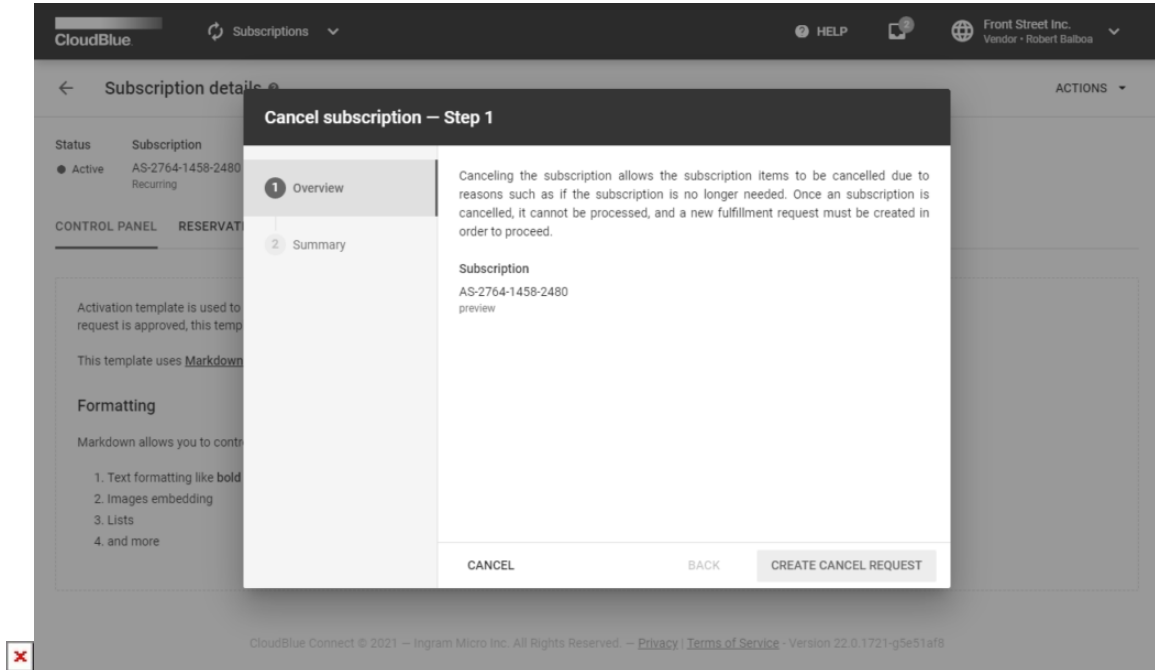 CloudBlue
Subscriptions
HELP
2
Front Street Inc.
Vendor • Robert Balboa
Subscription details
ACTIONS
Status
Subscription
Active
AS-2764-1458-2480
Recurring
CONTROL PANEL
RESERVATI
Activation template is used to
request is approved, this temp
This template uses Markdown
Formatting
Markdown allows you to contr
1. Text formatting like bold
2. Images embedding
3. Lists
4. and more
Cancel subscription — Step 1
1 Overview
2 Summary
Canceling the subscription allows the subscription items to be cancelled due to
reasons such as if the subscription is no longer needed. Once an subscription is
cancelled, it cannot be processed, and a new fulfillment request must be created in
order to proceed.
Subscription
AS-2764-1458-2480
preview
CANCEL
BACK
CREATE CANCEL REQUEST
CloudBlue Connect © 2021 — Ingram Micro Inc. All Rights Reserved. — Privacy | Terms of Service - Version 22.0.1721-g5e51af8